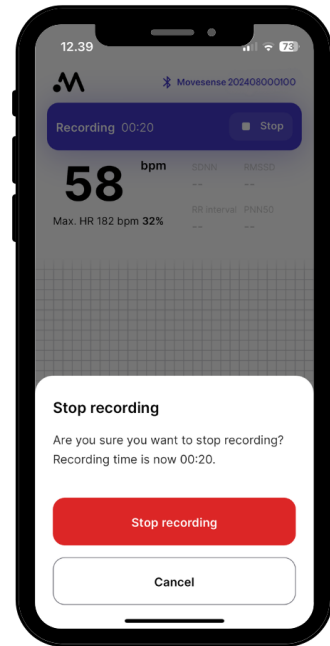 12.39
73
Movesense 202408000100
Recording 00:20
Stop
58 bpm
SDNN RMSSD
-- --
RR interval PNN50
-- --
Max. HR 182 bpm 32%
Stop recording
Are you sure you want to stop recording?
Recording time is now 00:20.
Stop recording
Cancel